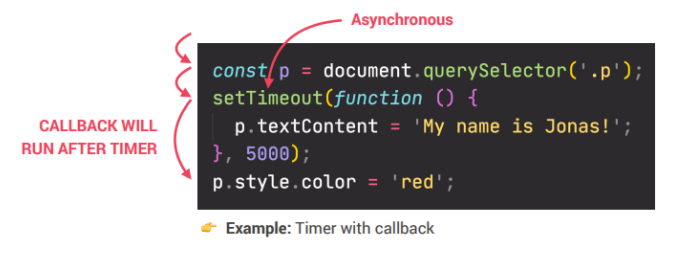 Asynchronous
const p = document.querySelector('.p');
setTimeout(function () {
p.textContent = 'My name is Jonas!';
}, 5000);
p.style.color = 'red';
CALLBACK WILL
RUN AFTER TIMER
👉 Example: Timer with callback